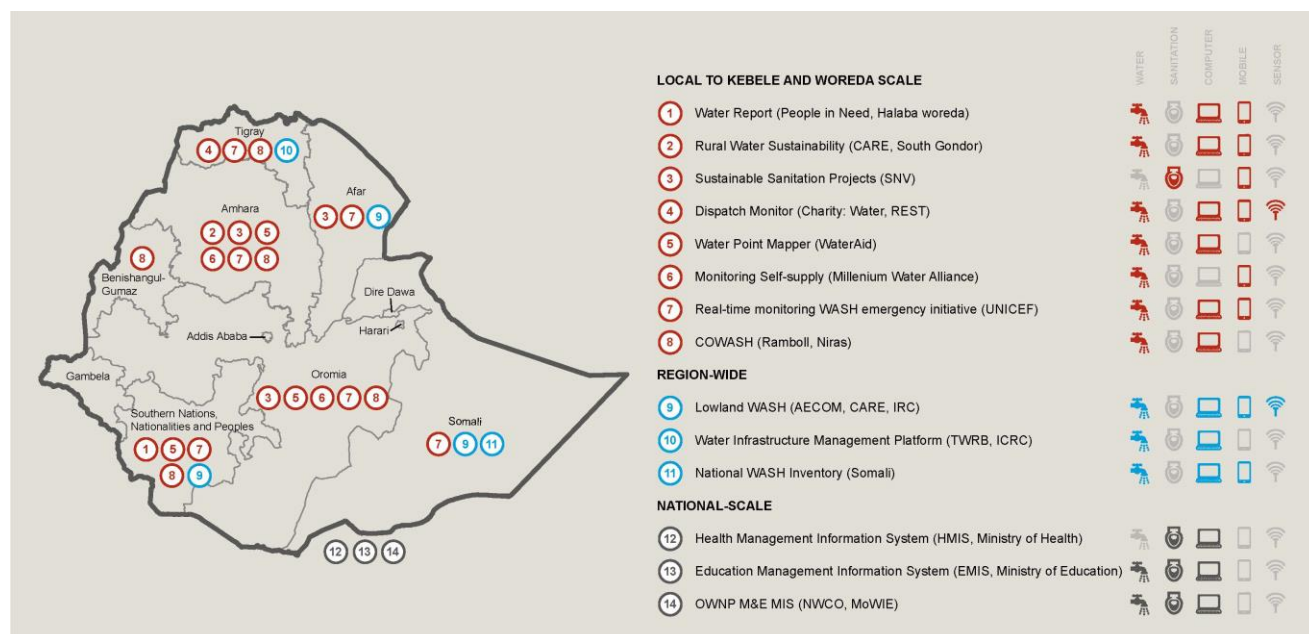 Tigray
4 7 8 10
Afar
3 7 9
Amhara
2 3 5
6 7 8
8
Benishangul-
Gumaz
Dire Dawa
Addis Ababa
Harari
Gambela
Oromia
3 5 6 7 8
Southern Nations,
Nationalities and Peoples
1 5 7
8 9
Somali
7 9 11
12 13 14
WATER
SANITATION
COMPUTER
MOBILE
SENSOR
LOCAL TO KEBELE AND WOREDA SCALE
1 Water Report (People in Need, Halaba woreda)
2 Rural Water Sustainability (CARE, South Gondor)
3 Sustainable Sanitation Projects (SNV)
4 Dispatch Monitor (Charity: Water, REST)
5 Water Point Mapper (WaterAid)
6 Monitoring Self-supply (Millenium Water Alliance)
7 Real-time monitoring WASH emergency initiative (UNICEF)
8 COWASH (Ramboll, Niras)
REGION-WIDE
9 Lowland WASH (AECOM, CARE, IRC)
10 Water Infrastructure Management Platform (TWRB, ICRC)
11 National WASH Inventory (Somali)
NATIONAL-SCALE
12 Health Management Information System (HMIS, Ministry of Health)
13 Education Management Information System (EMIS, Ministry of Education)
14 OWNP M&E MIS (NWCO, MoWIE)